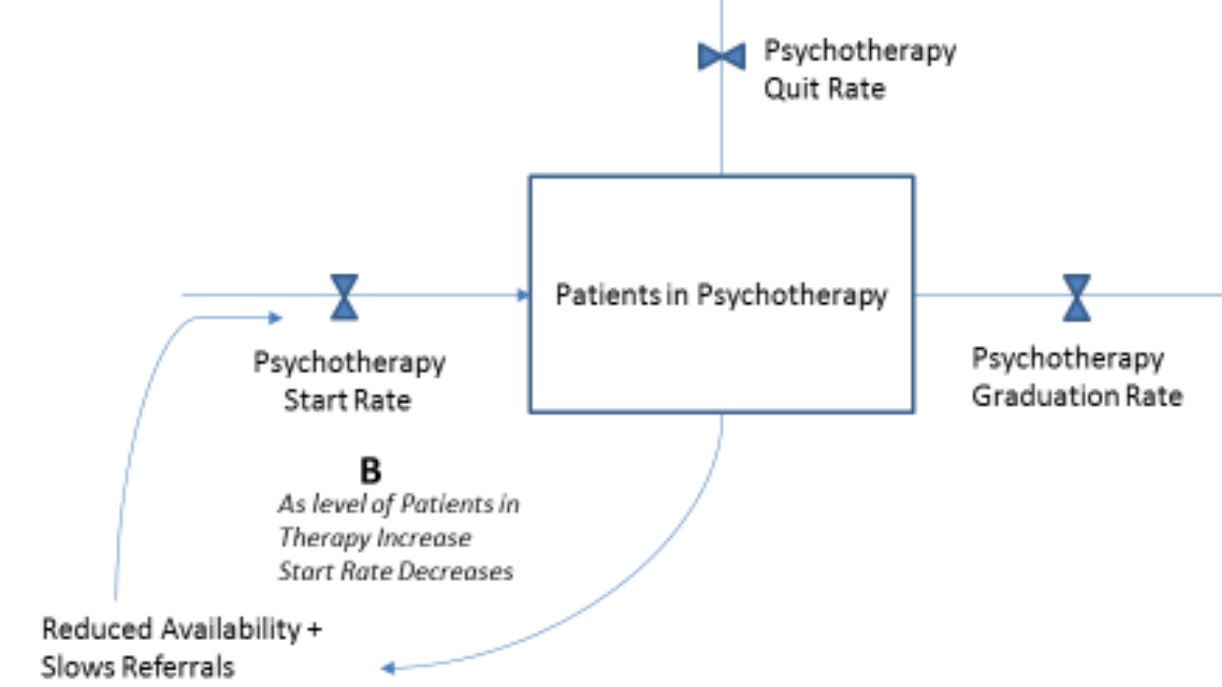 Psychotherapy
Quit Rate
Patients in Psychotherapy
Psychotherapy
Start Rate
Psychotherapy
Graduation Rate
B
As level of Patients in
Therapy Increase
Start Rate Decreases
Reduced Availability +
Slows Referrals